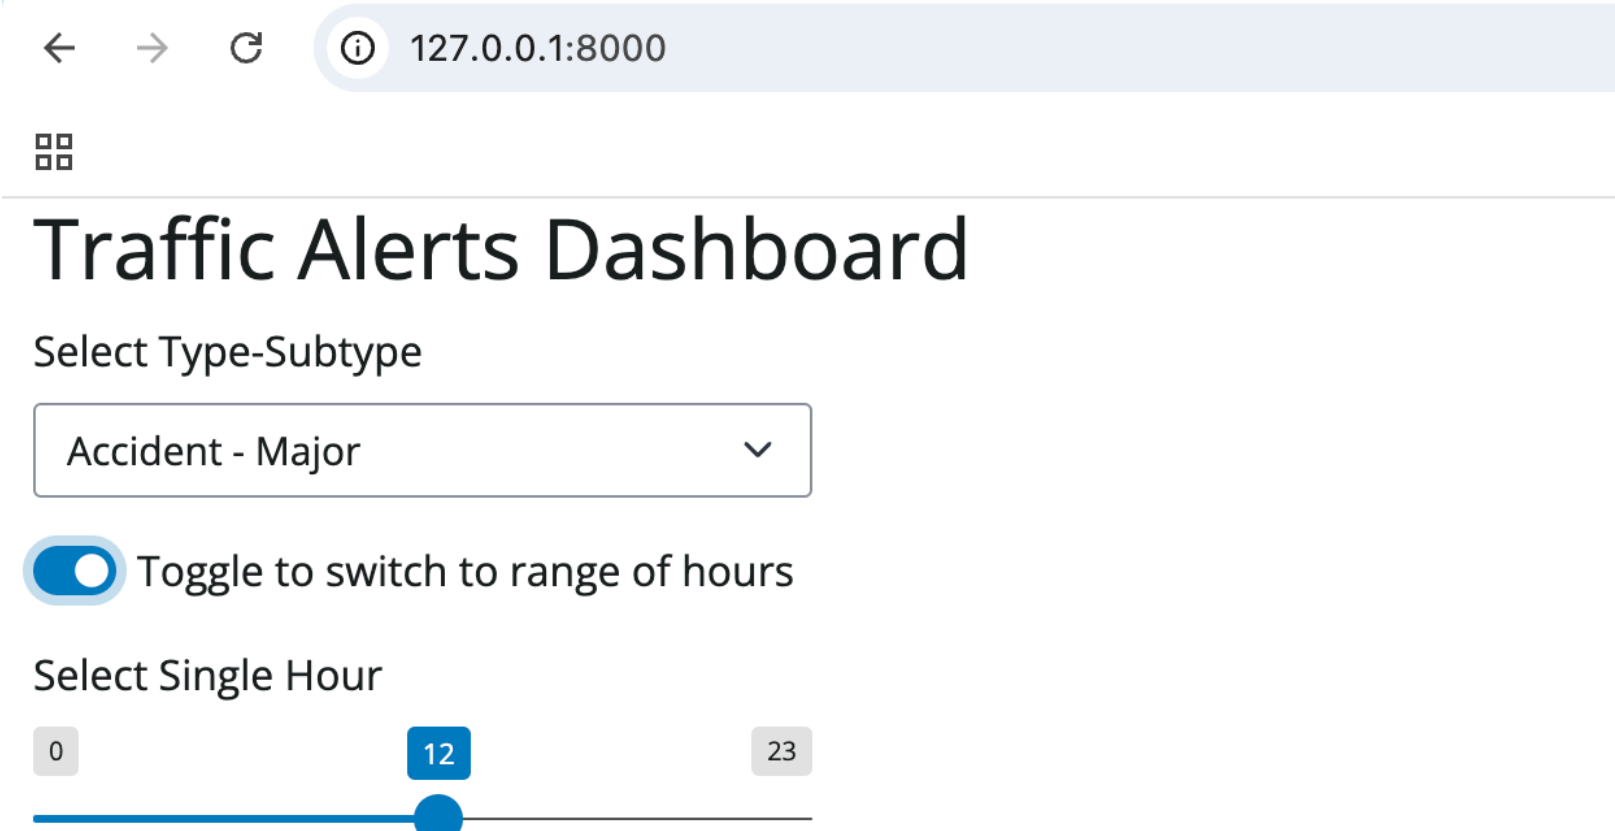 127.0.0.1:8000
Traffic Alerts Dashboard
Select Type-Subtype
Accident - Major
Toggle to switch to range of hours
Select Single Hour
0 12 23